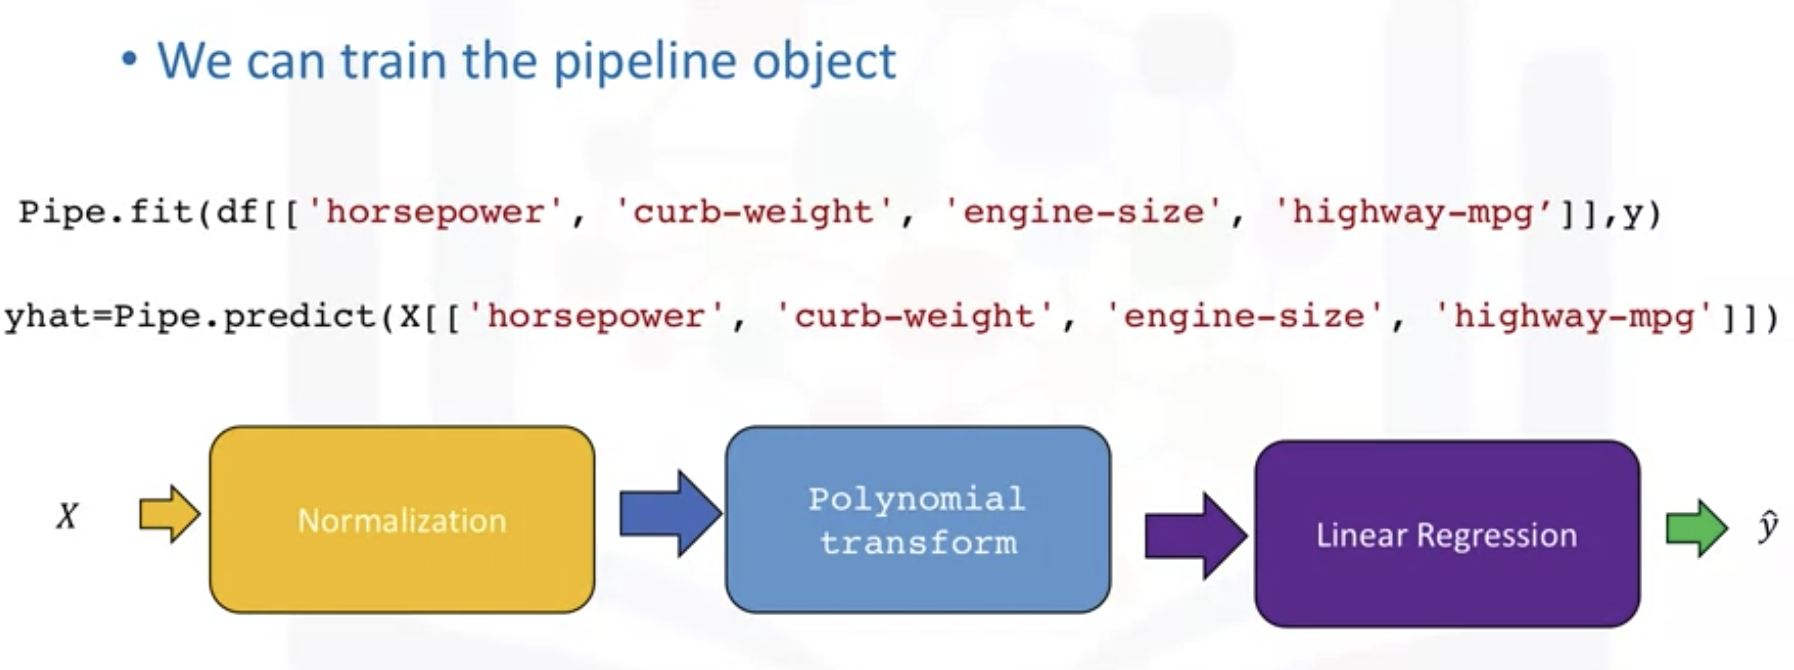 • We can train the pipeline object
Pipe.fit(df[['horsepower', 'curb-weight', 'engine-size', 'highway-mpg’]],y)
yhat=Pipe.predict(X[['horsepower', 'curb-weight', 'engine-size', 'highway-mpg']])
X
Normalization
Polynomial
transform
Linear Regression
ŷ